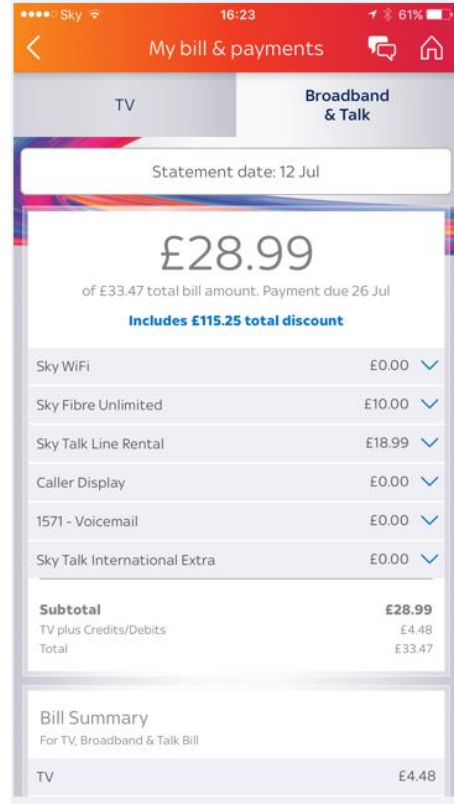 Sky 16:23 61%
My bill & payments
TV
Broadband
& Talk
Statement date: 12 Jul
£28.99
of £33.47 total bill amount. Payment due 26 Jul
Includes £115.25 total discount
Sky WiFi £0.00
Sky Fibre Unlimited £10.00
Sky Talk Line Rental £18.99
Caller Display £0.00
1571 - Voicemail £0.00
Sky Talk International Extra £0.00
Subtotal £28.99
TV plus Credits/Debits £4.48
Total £33.47
Bill Summary
For TV, Broadband & Talk Bill
TV £4.48